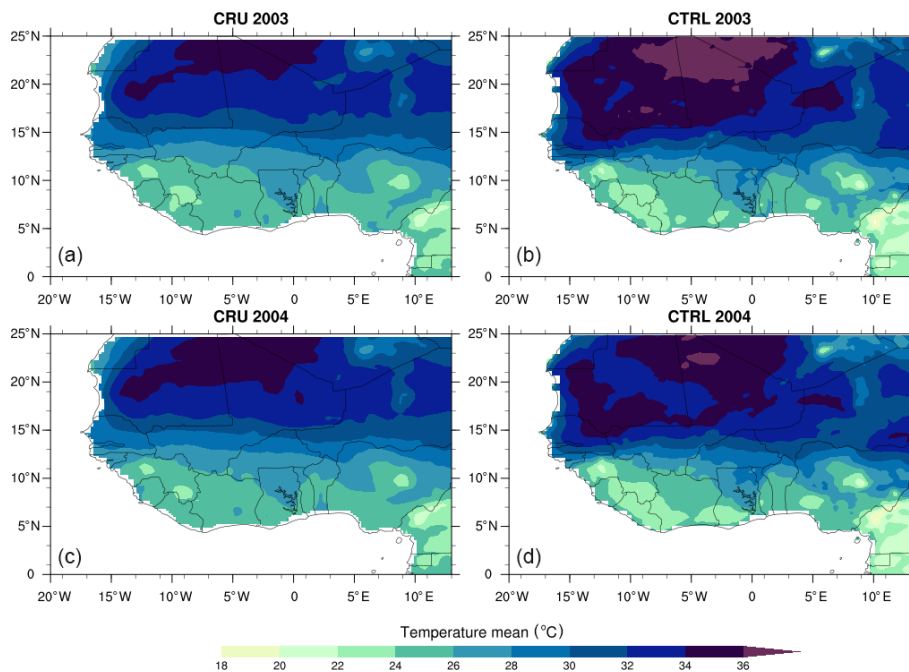 CRU 2003
CTRL 2003
25°N
20°N
15°N
10°N
5°N
0
(a)
20°W
15°W
10°W
5°W
0
5°E
10°E
25°N
20°N
15°N
10°N
5°N
0
(b)
20°W
15°W
10°W
5°W
0
5°E
10°E
CRU 2004
CTRL 2004
25°N
20°N
15°N
10°N
5°N
0
(c)
20°W
15°W
10°W
5°W
0
5°E
10°E
25°N
20°N
15°N
10°N
5°N
0
(d)
20°W
15°W
10°W
5°W
0
5°E
10°E
Temperature mean (°C)
18 20 22 24 26 28 30 32 34 36